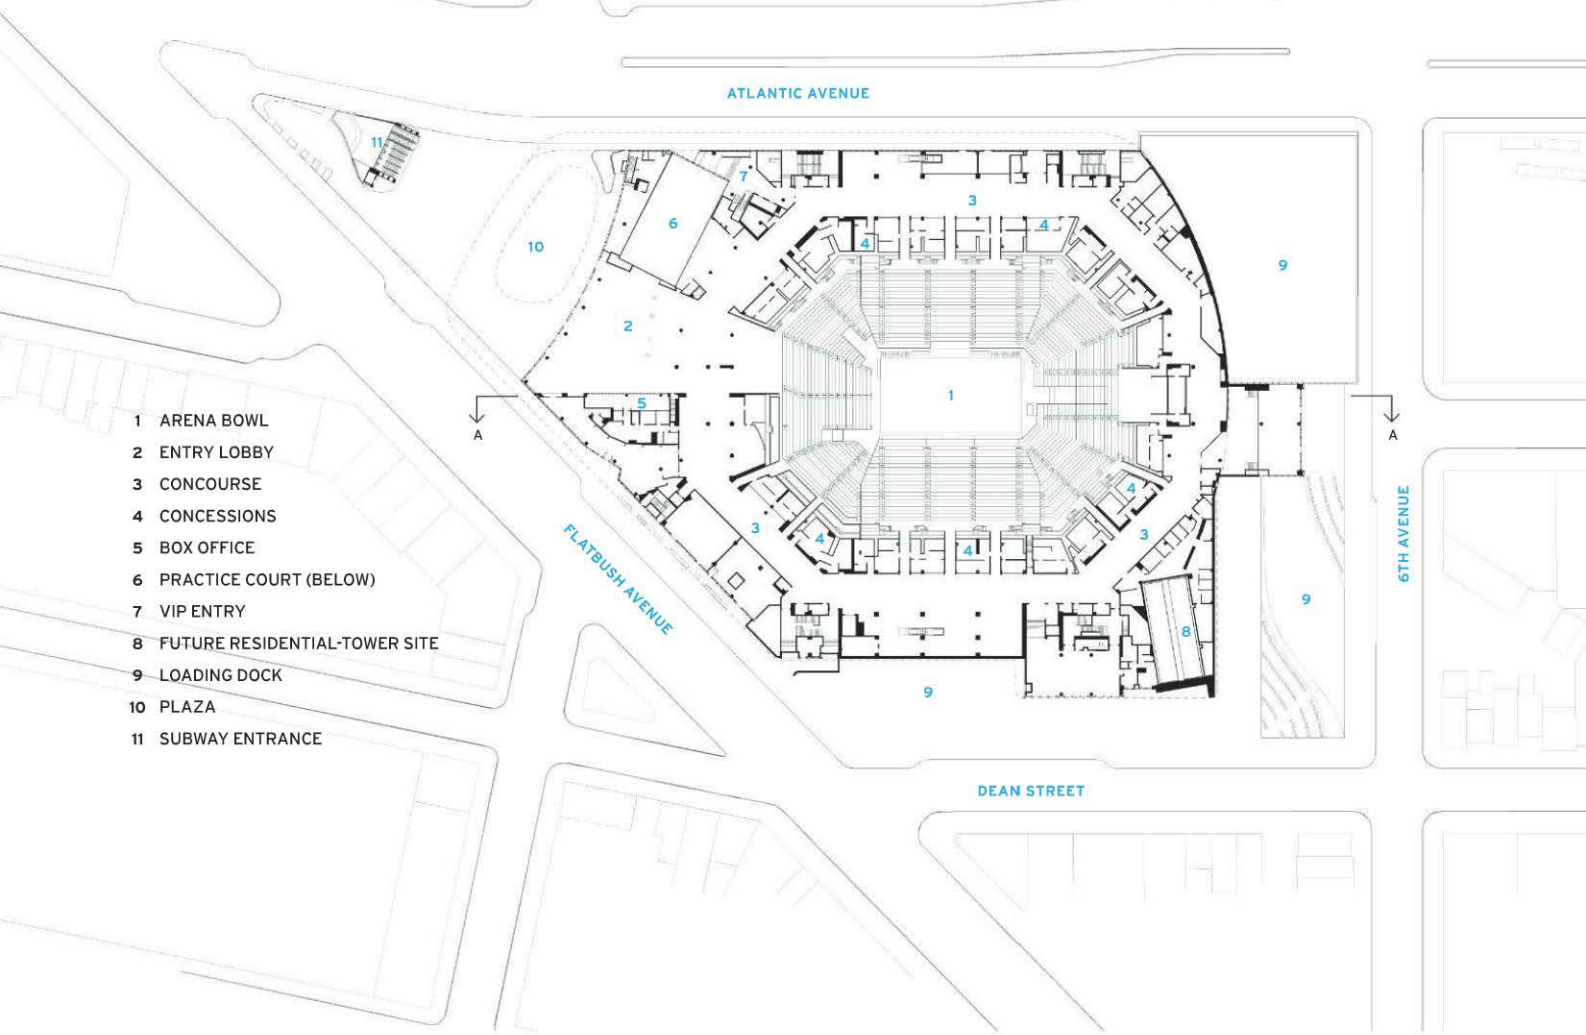 ATLANTIC AVENUE
11
7
3
6
4
4
10
9
2
1
5
A
A
1 ARENA BOWL
2 ENTRY LOBBY
3 CONCOURSE
4 CONCESSIONS
5 BOX OFFICE
6 PRACTICE COURT (BELOW)
7 VIP ENTRY
8 FUTURE RESIDENTIAL-TOWER SITE
9 LOADING DOCK
10 PLAZA
11 SUBWAY ENTRANCE
4
3
4
4
3
FLATBUSH AVENUE
6TH AVENUE
9
8
9
DEAN STREET